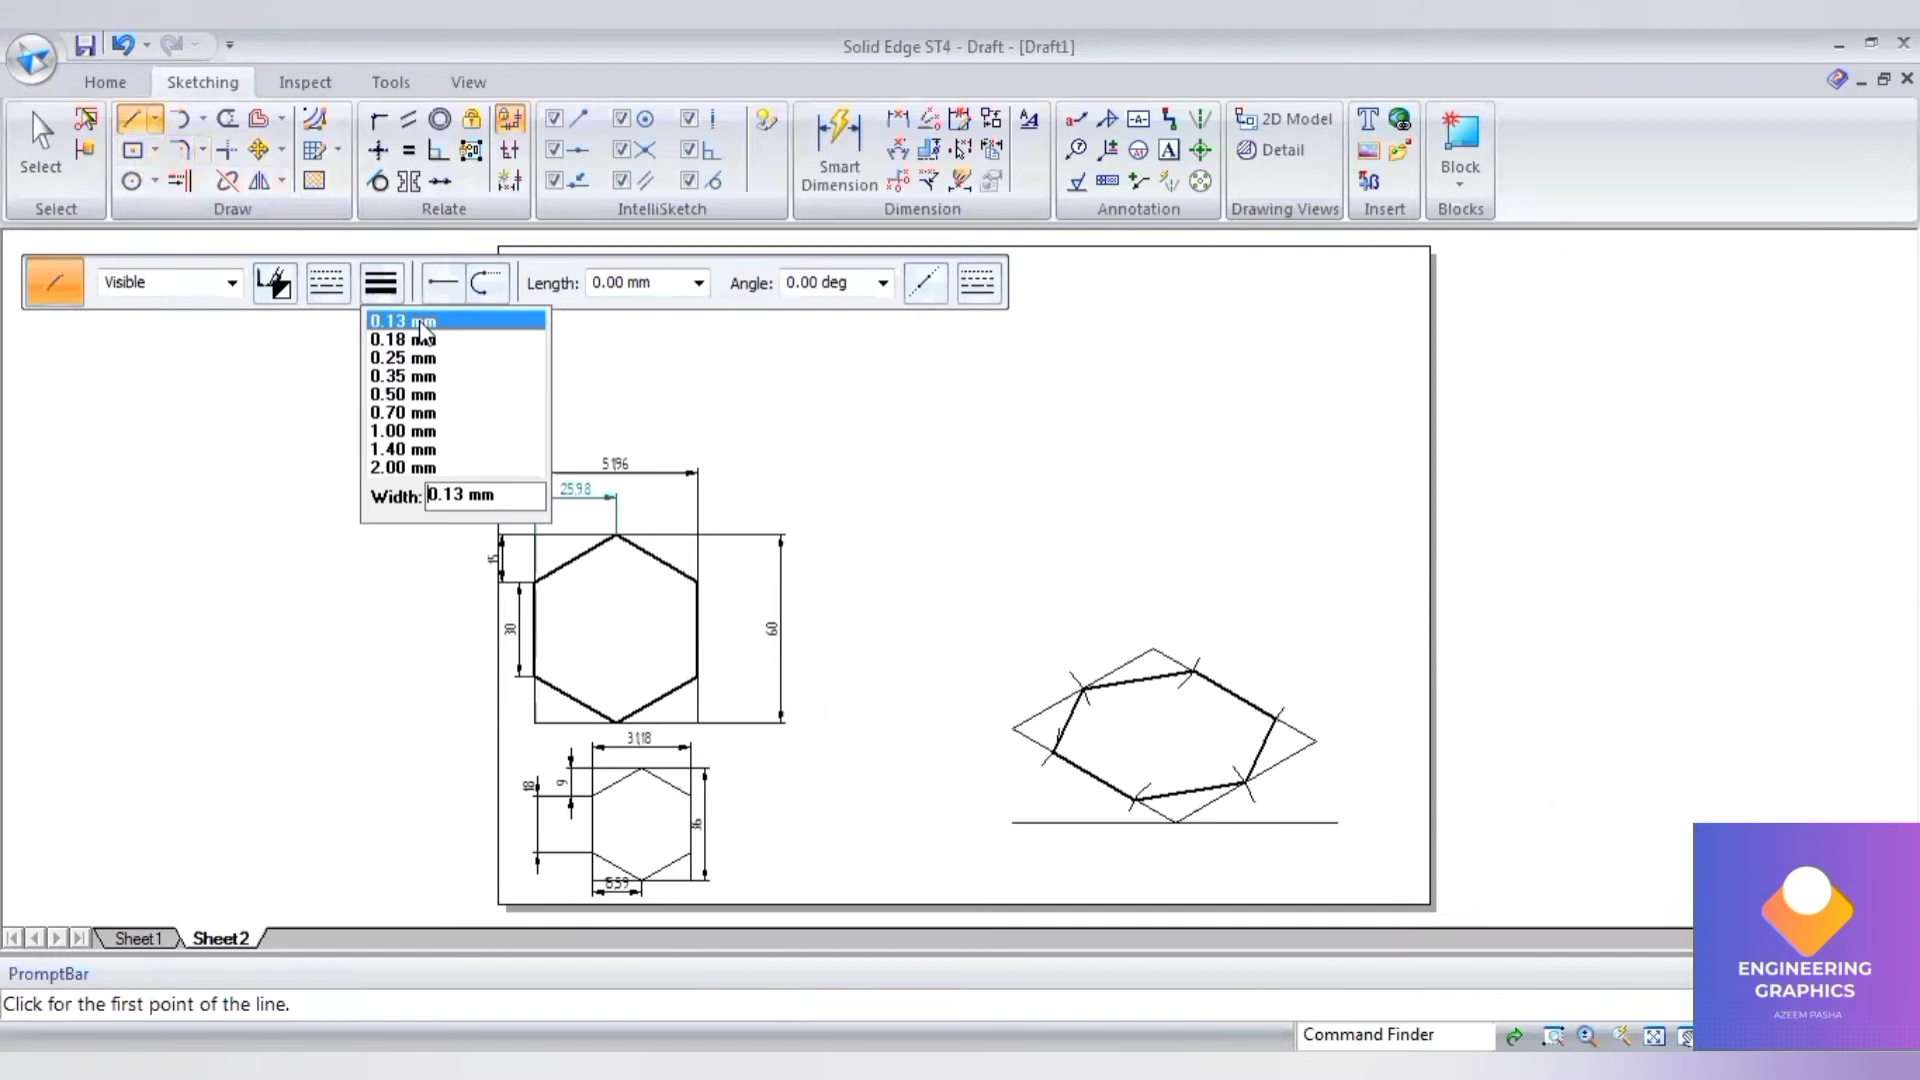 Solid Edge ST4 - Draft - [Draft1]
Home Sketching Inspect Tools View
Select
Smart Dimension
2D Model
Detail
Block
Select Draw Relate IntelliSketch Dimension Annotation Drawing Views Insert Blocks
Visible Length: 0.00 mm Angle: 0.00 deg
0.13 mm
0.18 mm
0.25 mm
0.35 mm
0.50 mm
0.70 mm
1.00 mm
1.40 mm
2.00 mm
Width: 0.13 mm
51,96
25,98
15
30
60
31,18
9
18
36
15,59
Sheet1 Sheet2
PromptBar
Click for the first point of the line.
Command Finder
ENGINEERING
GRAPHICS
AZEEM PASHA